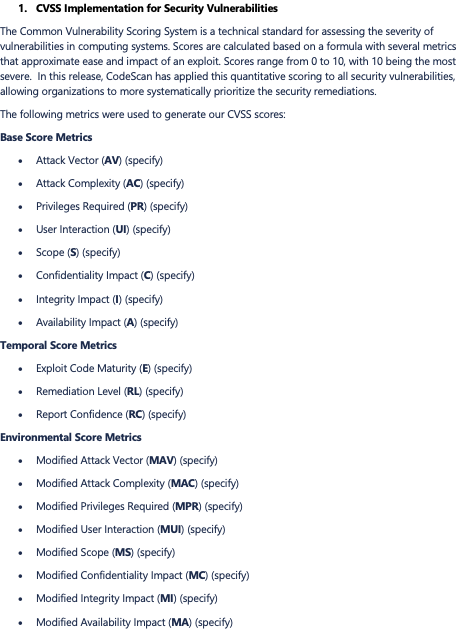 1. CVSS Implementation for Security Vulnerabilities
The Common Vulnerability Scoring System is a technical standard for assessing the severity of
vulnerabilities in computing systems. Scores are calculated based on a formula with several metrics
that approximate ease and impact of an exploit. Scores range from 0 to 10, with 10 being the most
severe. In this release, CodeScan has applied this quantitative scoring to all security vulnerabilities,
allowing organizations to more systematically prioritize the security remediations.
The following metrics were used to generate our CVSS scores:
Base Score Metrics
• Attack Vector (AV) (specify)
• Attack Complexity (AC) (specify)
• Privileges Required (PR) (specify)
• User Interaction (UI) (specify)
• Scope (S) (specify)
• Confidentiality Impact (C) (specify)
• Integrity Impact (I) (specify)
• Availability Impact (A) (specify)
Temporal Score Metrics
• Exploit Code Maturity (E) (specify)
• Remediation Level (RL) (specify)
• Report Confidence (RC) (specify)
Environmental Score Metrics
• Modified Attack Vector (MAV) (specify)
• Modified Attack Complexity (MAC) (specify)
• Modified Privileges Required (MPR) (specify)
• Modified User Interaction (MUI) (specify)
• Modified Scope (MS) (specify)
• Modified Confidentiality Impact (MC) (specify)
• Modified Integrity Impact (MI) (specify)
• Modified Availability Impact (MA) (specify)